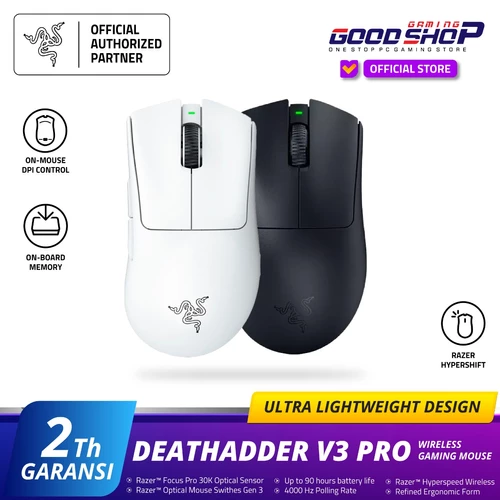 OFFICIAL
AUTHORIZED
PARTNER
GAMING
GOODSHOP
ONE STOP PC GAMING STORE
OFFICIAL STORE
ON-MOUSE
DPI CONTROL
ON-BOARD
MEMORY
RAZER
HYPERSHIFT
ULTRA LIGHTWEIGHT DESIGN
2Th
GARANSI
DEATHADDER V3 PRO
WIRELESS
GAMING MOUSE
• Razer™ Focus Pro 30K Optical Sensor
• Razer™ Optical Mouse Swithes Gen 3
• Up to 90 hours battery life
• 4000 Hz Polling Rate
• Razer™ Hyperspeed Wireless
• Refined Ergonomic Form